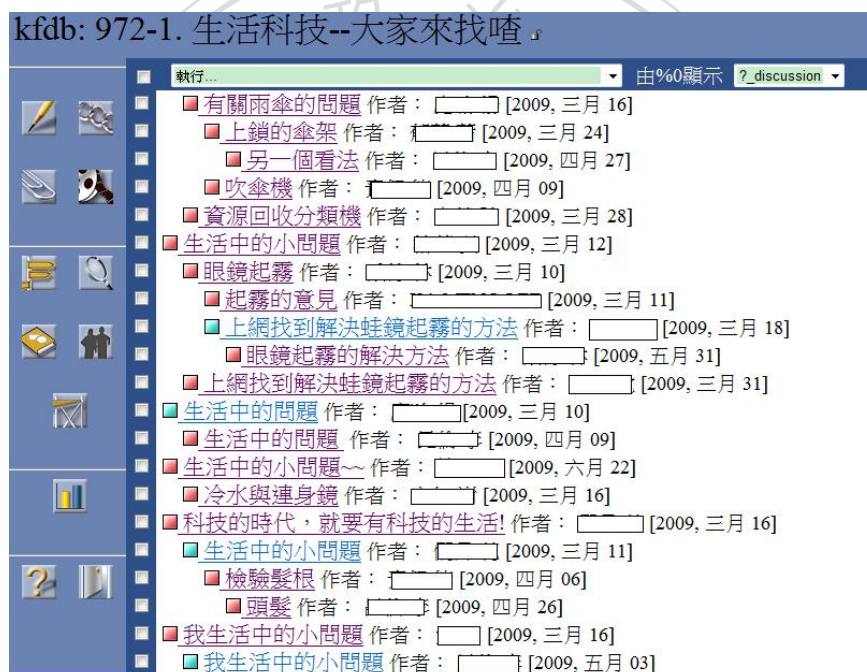 kfdb: 972-1. 生活科技--大家來找喳
執行... 由%0顯示 ?_discussion
有關雨傘的問題 作者： [2009, 三月 16]
上鎖的傘架 作者： [2009, 三月 24]
另一個看法 作者： [2009, 四月 27]
吹傘機 作者： [2009, 四月 09]
資源回收分類機 作者： [2009, 三月 28]
生活中的小問題 作者： [2009, 三月 12]
眼鏡起霧 作者： [2009, 三月 10]
起霧的意見 作者： [2009, 三月 11]
上網找到解決蛙鏡起霧的方法 作者： [2009, 三月 18]
眼鏡起霧的解決方法 作者： [2009, 五月 31]
上網找到解決蛙鏡起霧的方法 作者： [2009, 三月 31]
生活中的問題 作者： [2009, 三月 10]
生活中的問題 作者： [2009, 四月 09]
生活中的小問題~~ 作者： [2009, 六月 22]
冷水與連身鏡 作者： [2009, 三月 16]
科技的時代，就要有科技的生活! 作者： [2009, 三月 16]
生活中的小問題 作者： [2009, 三月 11]
檢驗髮根 作者： [2009, 四月 06]
頭髮 作者： [2009, 四月 26]
我生活中的小問題 作者： [2009, 三月 16]
我生活中的小問題 作者： [2009, 五月 03]